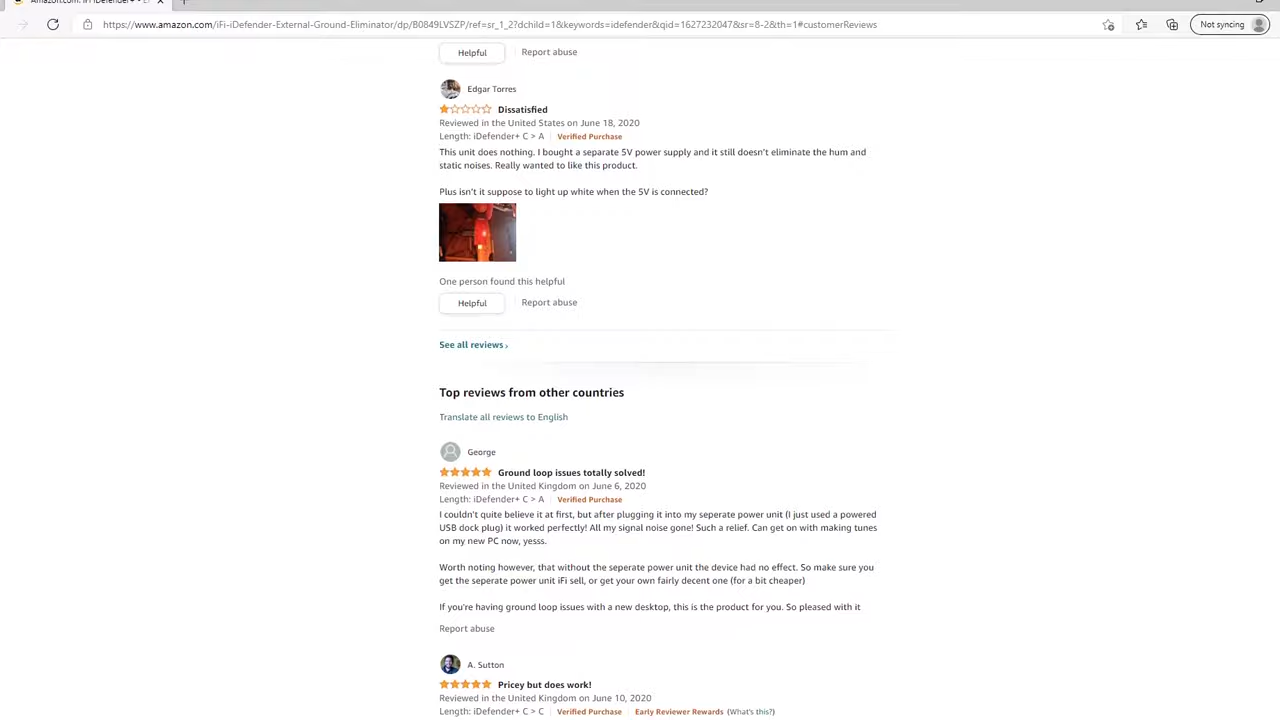 Not syncing
https://www.amazon.com/iFi-iDefender-External-Ground-Eliminator/dp/B0849LVSZP/ref=sr_1_2?dchild=1&keywords=idefender&qid=1627232047&sr=8-2&th=1#customerReviews
Helpful
Report abuse
Edgar Torres
Dissatisfied
Reviewed in the United States on June 18, 2020
Length: iDefender+ C > A
Verified Purchase
This unit does nothing. I bought a separate 5V power supply and it still doesn't eliminate the hum and
static noises. Really wanted to like this product.
Plus isn't it suppose to light up white when the 5V is connected?
One person found this helpful
Helpful
Report abuse
See all reviews ›
Top reviews from other countries
Translate all reviews to English
George
Ground loop issues totally solved!
Reviewed in the United Kingdom on June 6, 2020
Length: iDefender+ C > A
Verified Purchase
I couldn't quite believe it at first, but after plugging it into my seperate power unit (I just used a powered
USB dock plug) it worked perfectly! All my signal noise gone! Such a relief. Can get on with making tunes
on my new PC now, yesss.
Worth noting however, that without the seperate power unit the device had no effect. So make sure you
get the seperate power unit iFi sell, or get your own fairly decent one (for a bit cheaper)
If you're having ground loop issues with a new desktop, this is the product for you. So pleased with it
Report abuse
A. Sutton
Pricey but does work!
Reviewed in the United Kingdom on June 10, 2020
Length: iDefender+ C > C
Verified Purchase
Early Reviewer Rewards
(What's this?)